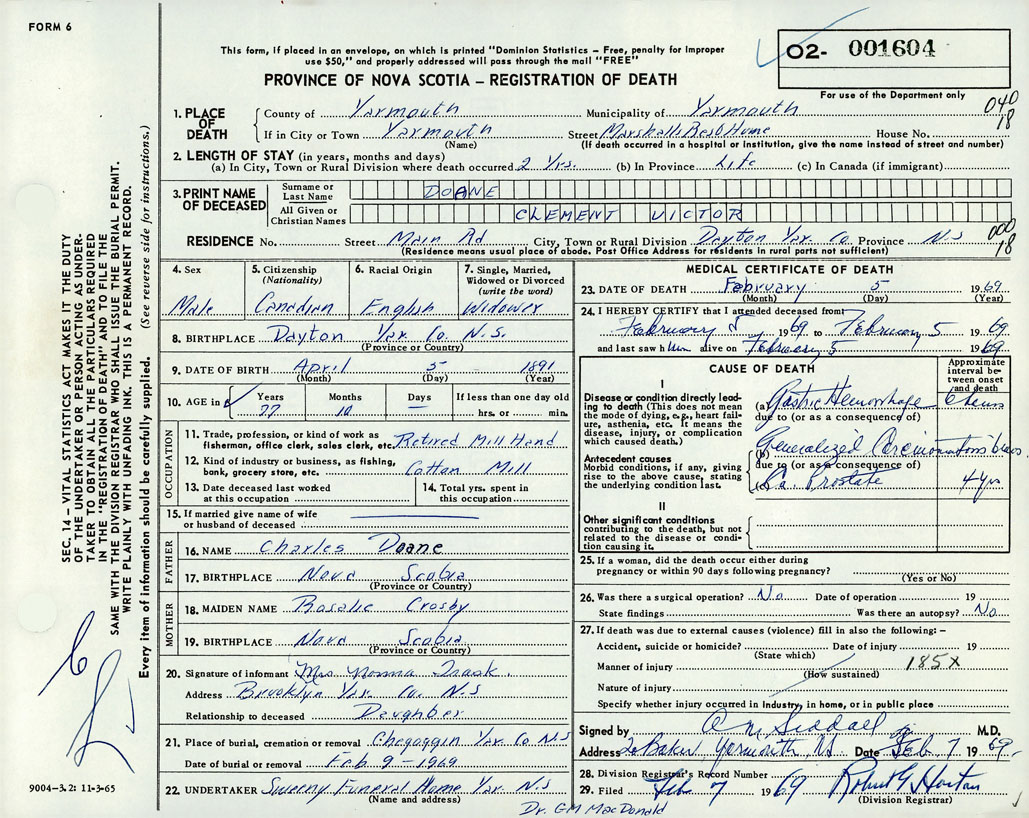 FORM 6
This form, if placed in an envelope, on which is printed "Dominion Statistics – Free, penalty for improper
use $50," and properly addressed will pass through the mail "FREE"
PROVINCE OF NOVA SCOTIA – REGISTRATION OF DEATH
O2- 001604
For use of the Department only
040
18
1. PLACE OF DEATH
County of Yarmouth Municipality of Yarmouth
If in City or Town Yarmouth Street Marshalls Rest Home House No.
(Name) (If death occurred in a hospital or institution, give the name instead of street and number)
2. LENGTH OF STAY (in years, months and days)
(a) In City, Town or Rural Division where death occurred 2 Yrs. (b) In Province Life (c) In Canada (if immigrant)
3. PRINT NAME OF DECEASED
Surname or Last Name DOANE
All Given or Christian Names CLEMENT VICTOR
000
18
RESIDENCE No. Street Main Rd City, Town or Rural Division Dayton Yar. Co. Province N.S
(Residence means usual place of abode. Post Office Address for residents in rural parts not sufficient)
4. Sex
Male
5. Citizenship
(Nationality)
Canadian
6. Racial Origin
English
7. Single, Married,
Widowed or Divorced
(write the word)
Widower
8. BIRTHPLACE Dayton Yar. Co. N.S.
(Province or Country)
9. DATE OF BIRTH April 5 1891
(Month) (Day) (Year)
10. AGE in
Years Months Days If less than one day old
77 10 — hrs. or min.
OCCUPATION
11. Trade, profession, or kind of work as
fisherman, office clerk, sales clerk, etc. Retired Mill Hand
12. Kind of industry or business, as fishing,
bank, grocery store, etc. Cotton Mill
13. Date deceased last worked
at this occupation
14. Total yrs. spent in
this occupation
15. If married give name of wife
or husband of deceased
FATHER
16. NAME Charles Doane
17. BIRTHPLACE Nova Scotia
(Province or Country)
MOTHER
18. MAIDEN NAME Rosalie Crosby
19. BIRTHPLACE Nova Scotia
(Province or Country)
20. Signature of informant Mrs. Norma Trask
Address Brooklyn Yar. Co. N.S
Relationship to deceased Daughter
21. Place of burial, cremation or removal Chegoggin Yar. Co N.S
Date of burial or removal Feb 9 – 1969
22. UNDERTAKER Sweeny Funeral Home Yar. N.S
(Name and address)
MEDICAL CERTIFICATE OF DEATH
23. DATE OF DEATH February 5 1969
(Month) (Day) (Year)
24. I HEREBY CERTIFY that I attended deceased from
February 5 1969 to February 5 1969
and last saw him alive on February 5 1969
CAUSE OF DEATH
Approximate
interval be-
tween onset
and death
I
Disease or condition directly lead-
ing to death (This does not mean
the mode of dying, e.g., heart fail-
ure, asthenia, etc. It means the
disease, injury, or complication
which caused death.)
(a) Gastric Hemorrhage 6 hours
due to (or as a consequence of)
Antecedent causes
Morbid conditions, if any, giving
rise to the above cause, stating
the underlying condition last.
(b) Generalized Carcinomatosis
due to (or as a consequence of)
(c) Ca. Prostate 4 yrs
II
Other significant conditions
contributing to the death, but not
related to the disease or condi-
tion causing it.
25. If a woman, did the death occur either during
pregnancy or within 90 days following pregnancy?
(Yes or No)
26. Was there a surgical operation? No Date of operation 19
State findings Was there an autopsy? No
27. If death was due to external causes (violence) fill in also the following: –
Accident, suicide or homicide? Date of injury 19
(State which)
Manner of injury 185X
(How sustained)
Nature of injury
Specify whether injury occurred in industry, in home, or in public place
Signed by M.D.
Address 20 Baker Yarmouth NS Date FEB 7 1969.
28. Division Registrar's Record Number
29. Filed Feb 7 1969 Robert G Horton
(Division Registrar)
Dr. GM MacDonald
SEC. 14 – VITAL STATISTICS ACT MAKES IT THE DUTY
OF THE UNDERTAKER OR PERSON ACTING AS UNDER-
TAKER TO OBTAIN ALL THE PARTICULARS REQUIRED
IN THE "REGISTRATION OF DEATH" AND TO FILE THE
SAME WITH THE DIVISION REGISTRAR WHO SHALL ISSUE THE BURIAL PERMIT.
WRITE PLAINLY WITH UNFADING INK. THIS IS A PERMANENT RECORD.
Every item of information should be carefully supplied. (See reverse side for instructions.)
9004-3.2: 11-3-65